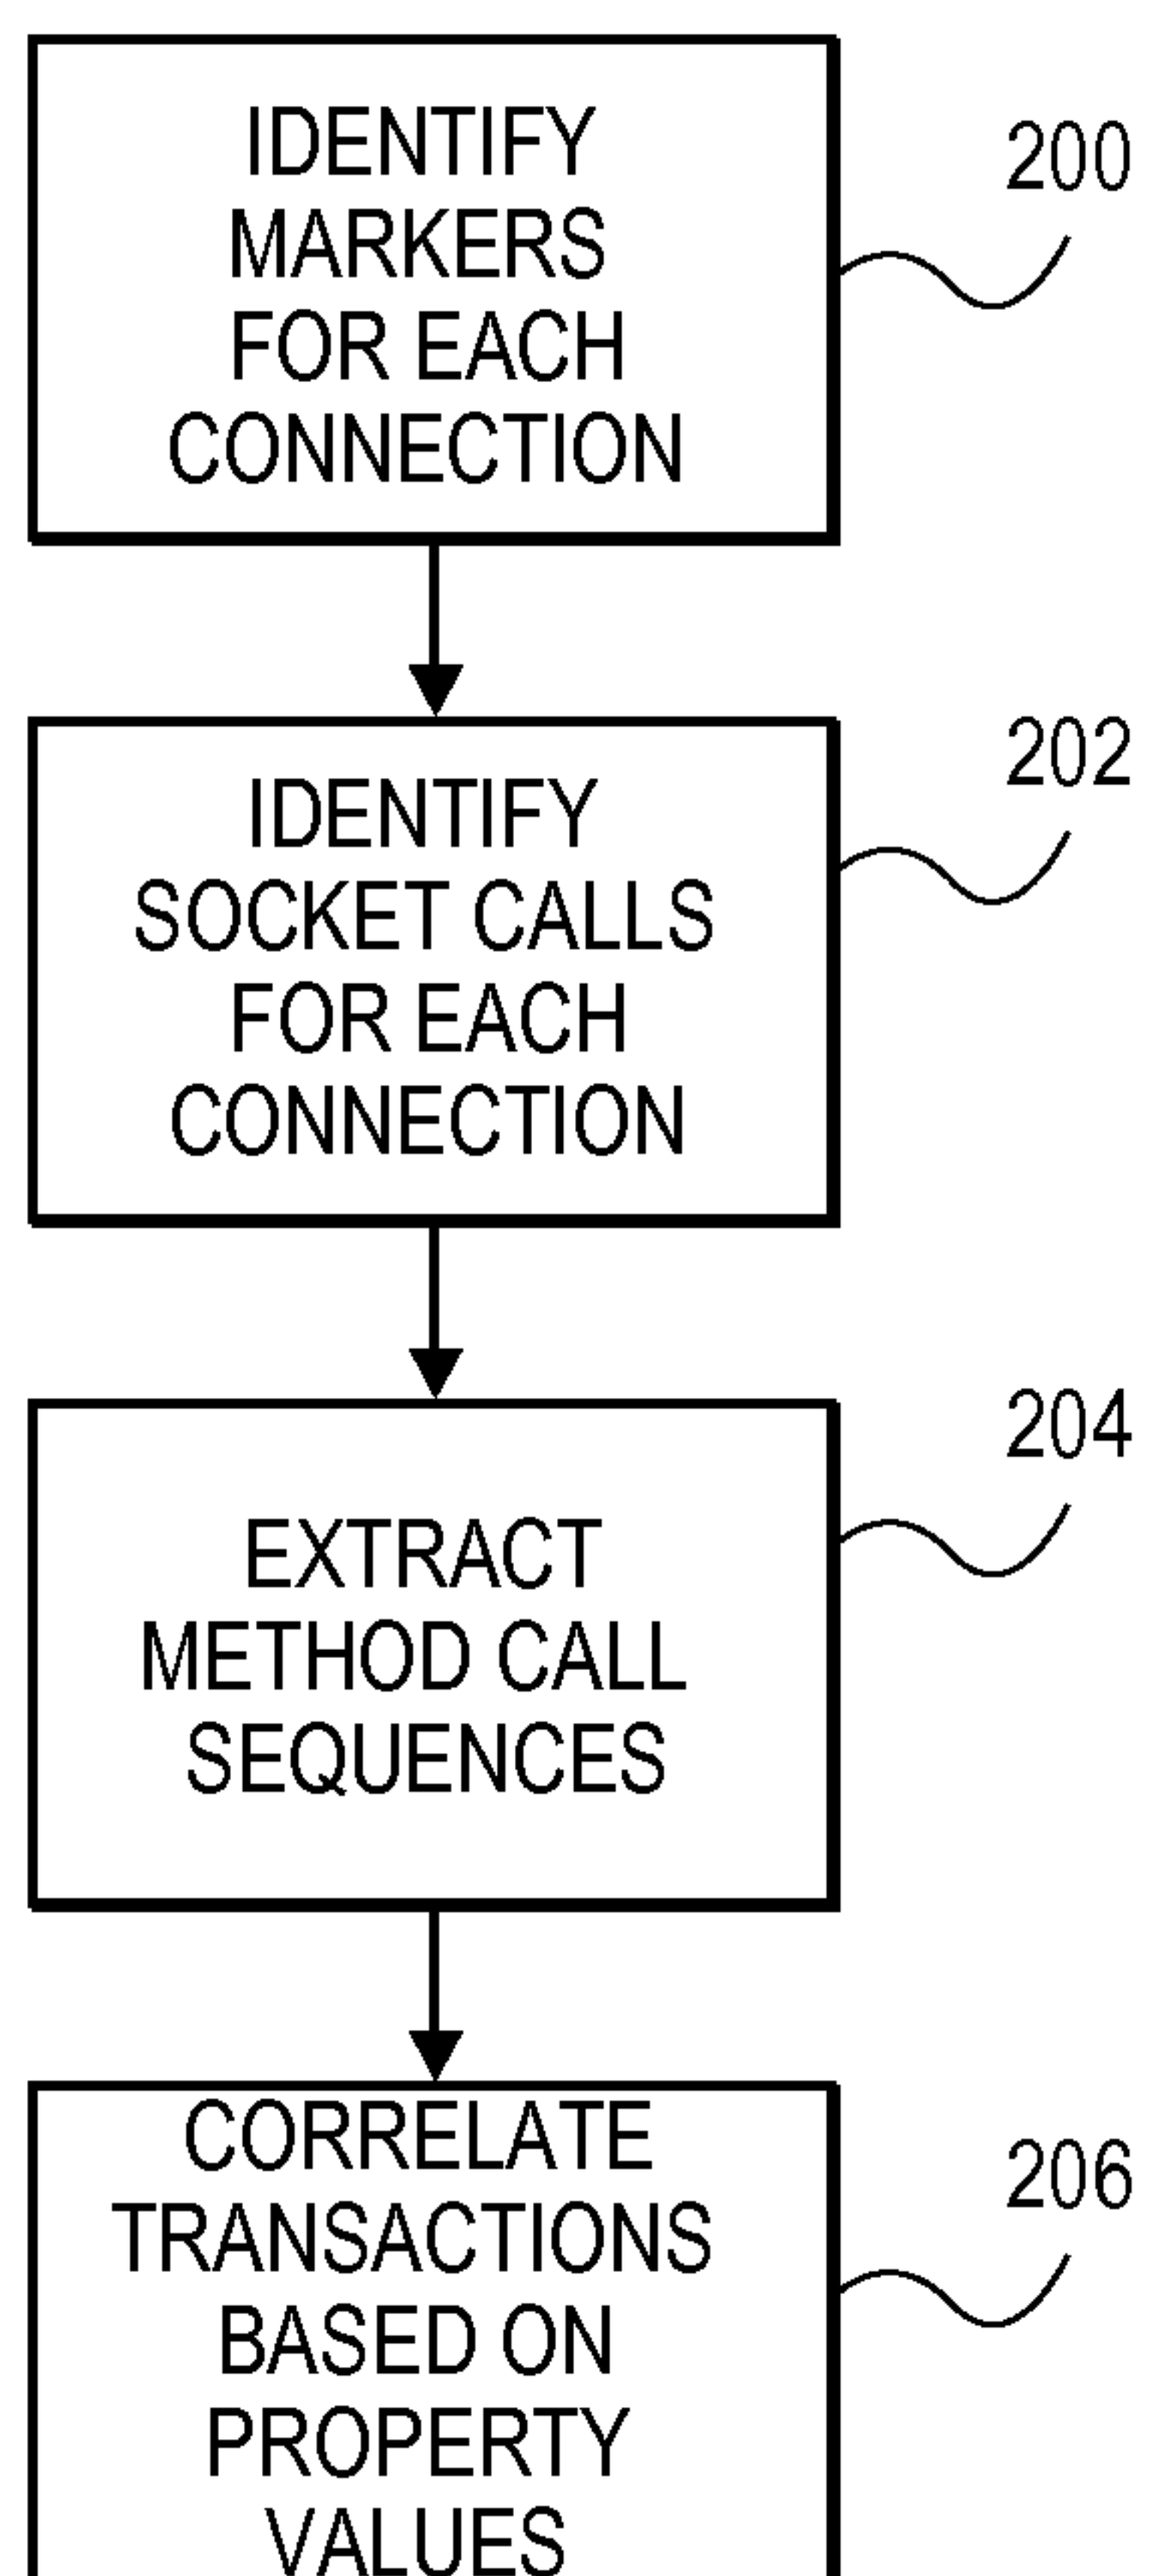 IDENTIFY
MARKERS
FOR EACH
CONNECTION
200
IDENTIFY
SOCKET CALLS
FOR EACH
CONNECTION
202
EXTRACT
METHOD CALL
SEQUENCES
204
CORRELATE
TRANSACTIONS
BASED ON
PROPERTY
VALUES
206